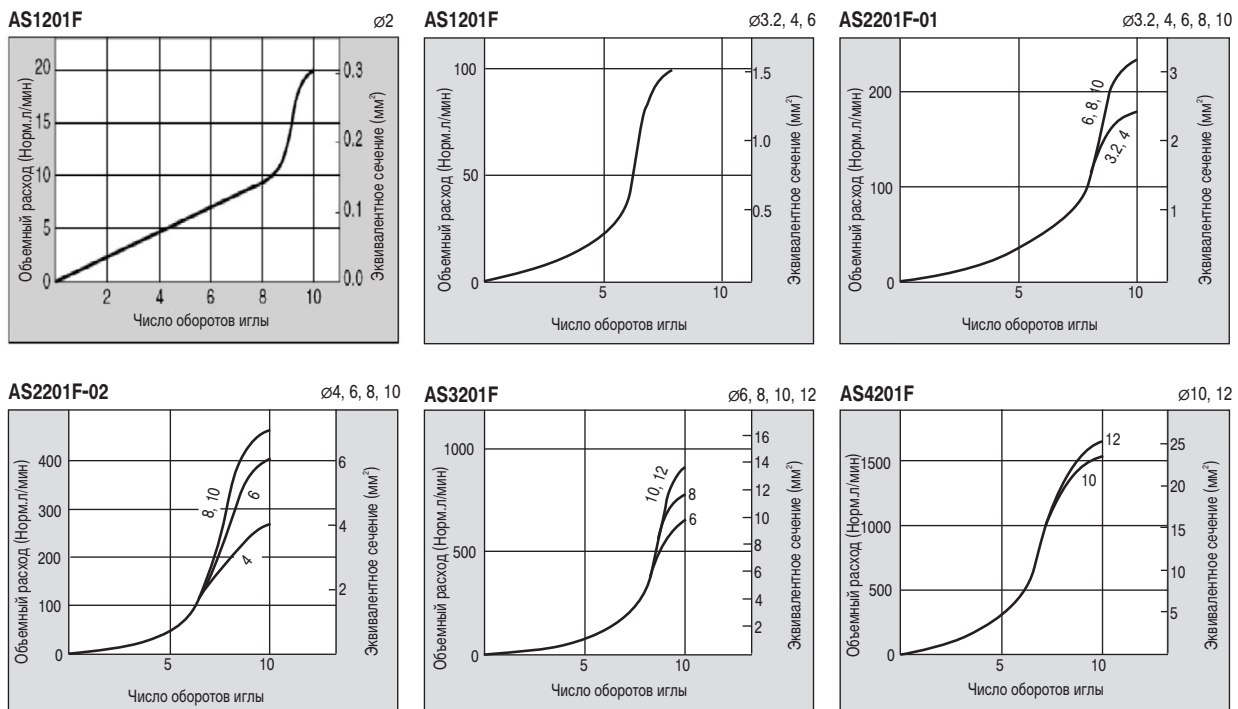 AS1201F ø2
Объемный расход (Норм.л/мин)
20
15
10
5
0
0.3
0.2
0.1
0.0
Эквивалентное сечение (мм²)
2 4 6 8 10
Число оборотов иглы
AS1201F ø3.2, 4, 6
Объемный расход (Норм.л/мин)
100
50
0
1.5
1.0
0.5
Эквивалентное сечение (мм²)
5 10
Число оборотов иглы
AS2201F-01 ø3.2, 4, 6, 8, 10
Объемный расход (Норм.л/мин)
200
100
0
6, 8, 10
3.2, 4
3
2
1
Эквивалентное сечение (мм²)
5 10
Число оборотов иглы
AS2201F-02 ø4, 6, 8, 10
Объемный расход (Норм.л/мин)
400
300
200
100
0
8, 10
6
4
6
4
2
Эквивалентное сечение (мм²)
5 10
Число оборотов иглы
AS3201F ø6, 8, 10, 12
Объемный расход (Норм.л/мин)
1000
500
0
10, 12
8
6
16
14
12
10
8
6
4
2
Эквивалентное сечение (мм²)
5 10
Число оборотов иглы
AS4201F ø10, 12
Объемный расход (Норм.л/мин)
1500
1000
500
0
12
10
25
20
15
10
5
Эквивалентное сечение (мм²)
5 10
Число оборотов иглы